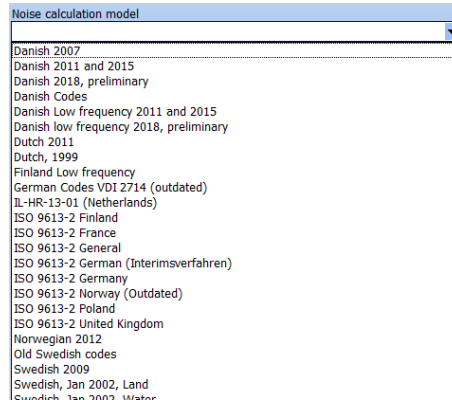 Noise calculation model
Danish 2007
Danish 2011 and 2015
Danish 2018, preliminary
Danish Codes
Danish Low frequency 2011 and 2015
Danish low frequency 2018, preliminary
Dutch 2011
Dutch, 1999
Finland Low frequency
German Codes VDI 2714 (outdated)
IL-HR-13-01 (Netherlands)
ISO 9613-2 Finland
ISO 9613-2 France
ISO 9613-2 General
ISO 9613-2 German (Interimsverfahren)
ISO 9613-2 Germany
ISO 9613-2 Norway (Outdated)
ISO 9613-2 Poland
ISO 9613-2 United Kingdom
Norwegian 2012
Old Swedish codes
Swedish 2009
Swedish, Jan 2002, Land
Swedish, Jan 2002, Water